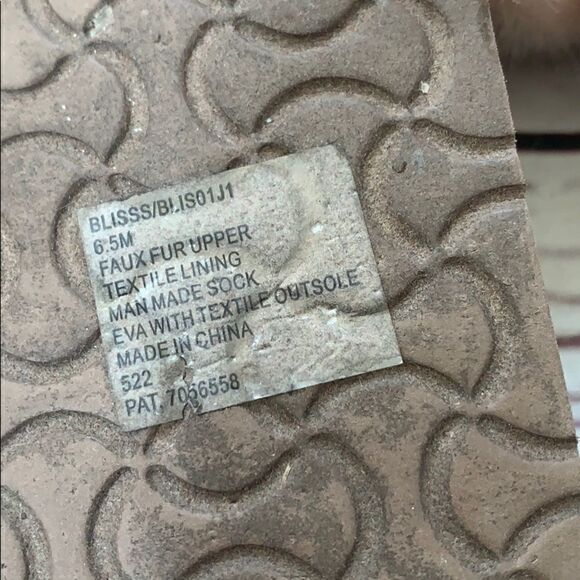 BLISSS/BLIS01J1
6.5M
FAUX FUR UPPER
TEXTILE LINING
MAN MADE SOCK
EVA WITH TEXTILE OUTSOLE
MADE IN CHINA
522
PAT. 7056558